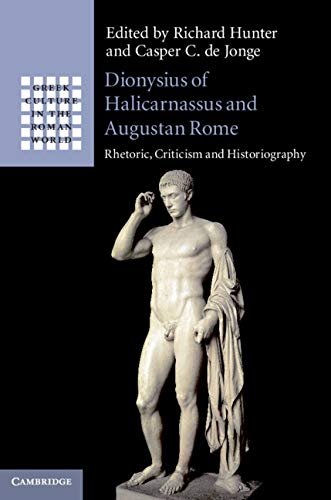 Edited by Richard Hunter
and Casper C. de Jonge
Dionysius of
Halicarnassus and
Augustan Rome
Rhetoric, Criticism and Historiography
GREEK
CULTURE
IN THE
ROMAN
WORLD
CAMBRIDGE